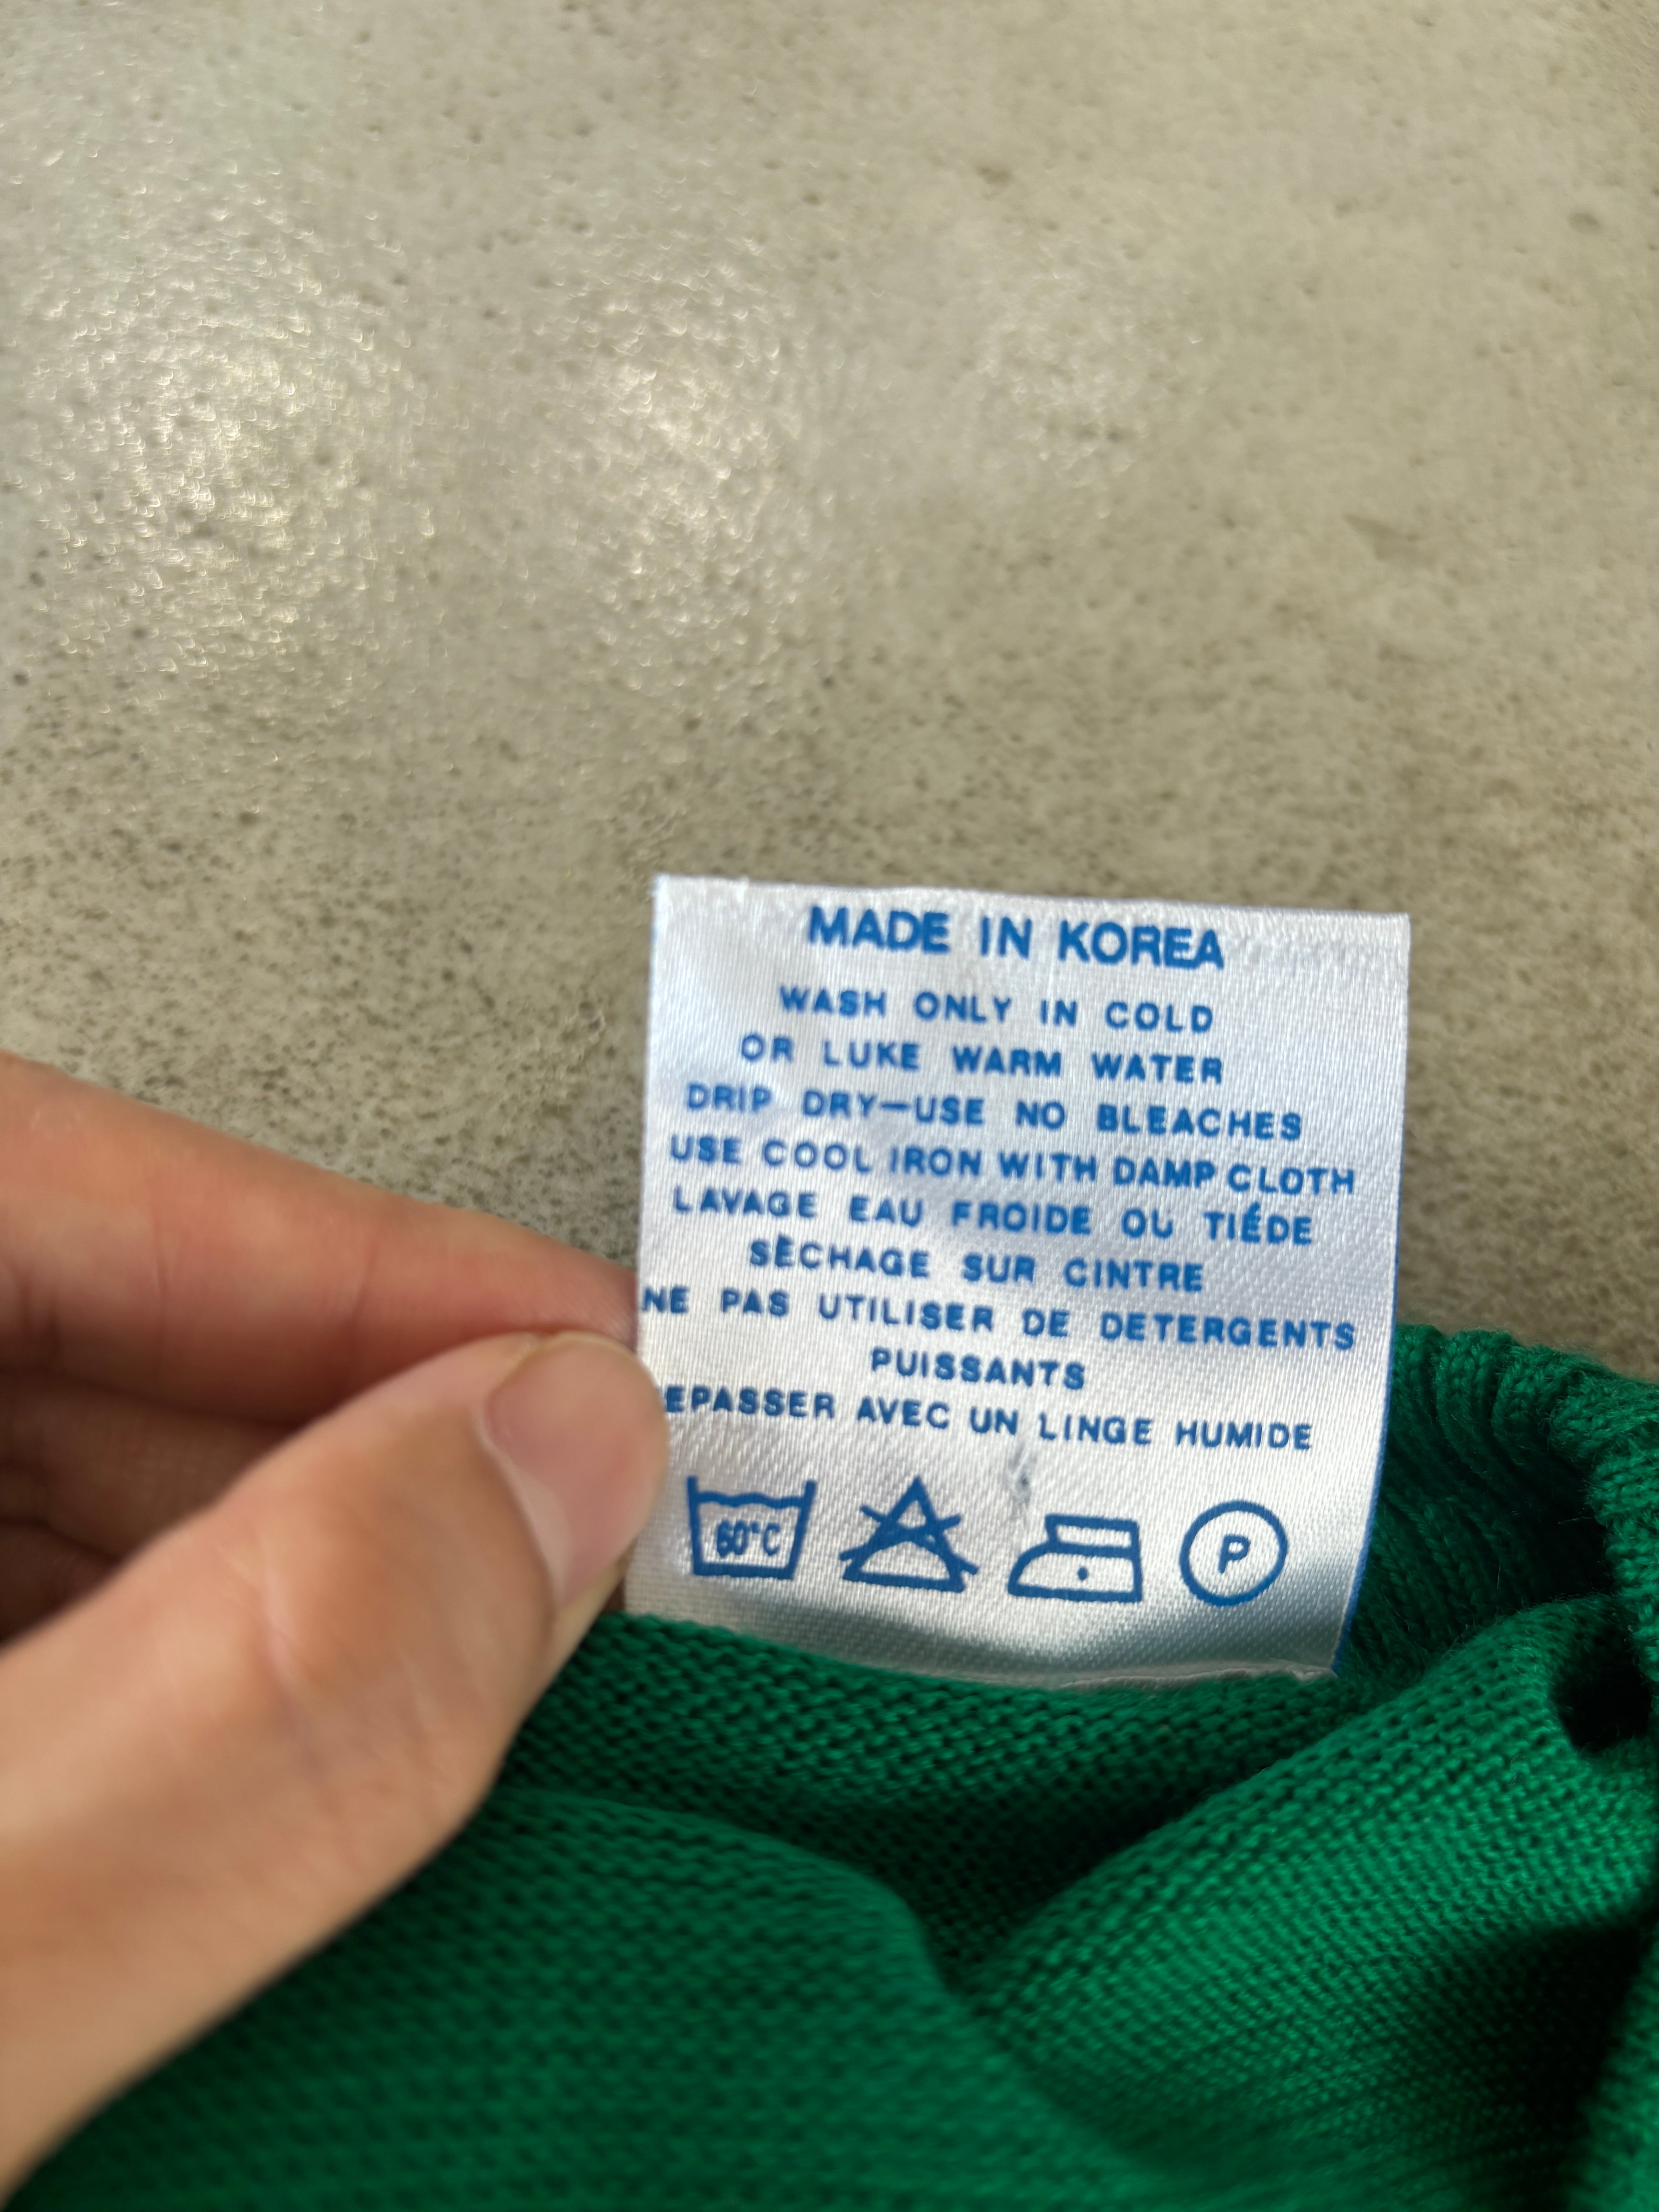 MADE IN KOREA
WASH ONLY IN COLD
OR LUKE WARM WATER
DRIP DRY—USE NO BLEACHES
USE COOL IRON WITH DAMP CLOTH
LAVAGE EAU FROIDE OU TIÉDE
SÈCHAGE SUR CINTRE
NE PAS UTILISER DE DETERGENTS
PUISSANTS
EPASSER AVEC UN LINGE HUMIDE
60°C P